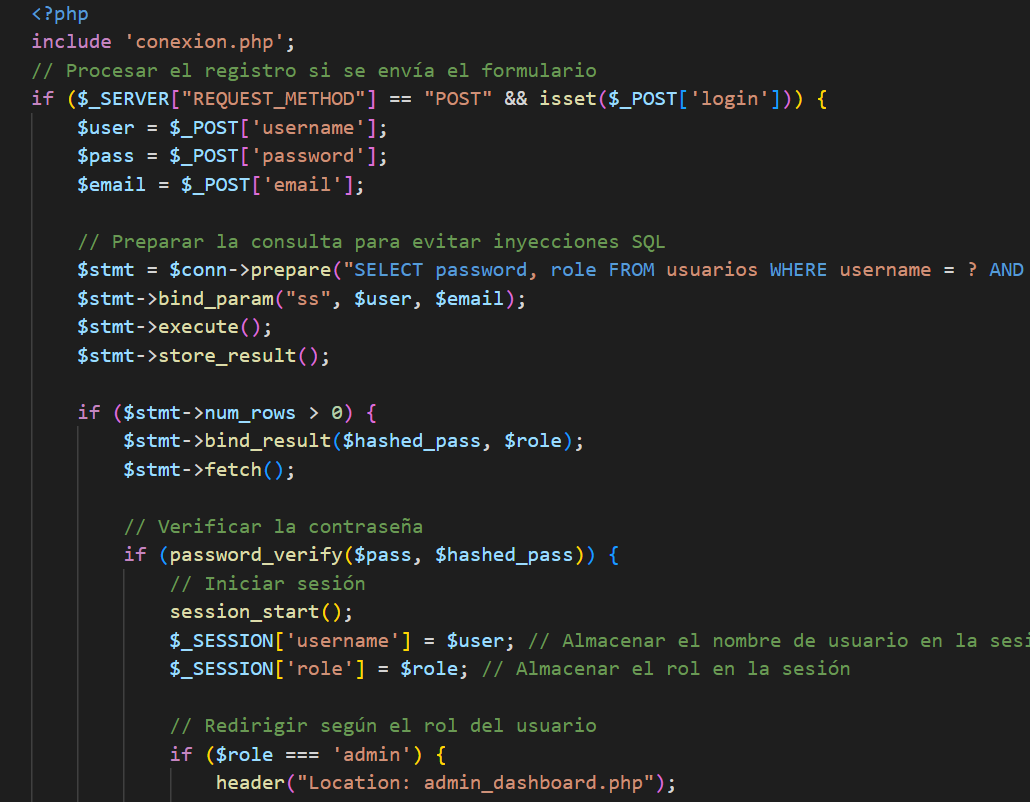 <?php
include 'conexion.php';
// Procesar el registro si se envía el formulario
if ($_SERVER["REQUEST_METHOD"] == "POST" && isset($_POST['login'])) {
    $user = $_POST['username'];
    $pass = $_POST['password'];
    $email = $_POST['email'];

    // Preparar la consulta para evitar inyecciones SQL
    $stmt = $conn->prepare("SELECT password, role FROM usuarios WHERE username = ? AND
    $stmt->bind_param("ss", $user, $email);
    $stmt->execute();
    $stmt->store_result();

    if ($stmt->num_rows > 0) {
        $stmt->bind_result($hashed_pass, $role);
        $stmt->fetch();

        // Verificar la contraseña
        if (password_verify($pass, $hashed_pass)) {
            // Iniciar sesión
            session_start();
            $_SESSION['username'] = $user; // Almacenar el nombre de usuario en la sesi
            $_SESSION['role'] = $role; // Almacenar el rol en la sesión

            // Redirigir según el rol del usuario
            if ($role === 'admin') {
                header("Location: admin_dashboard.php");